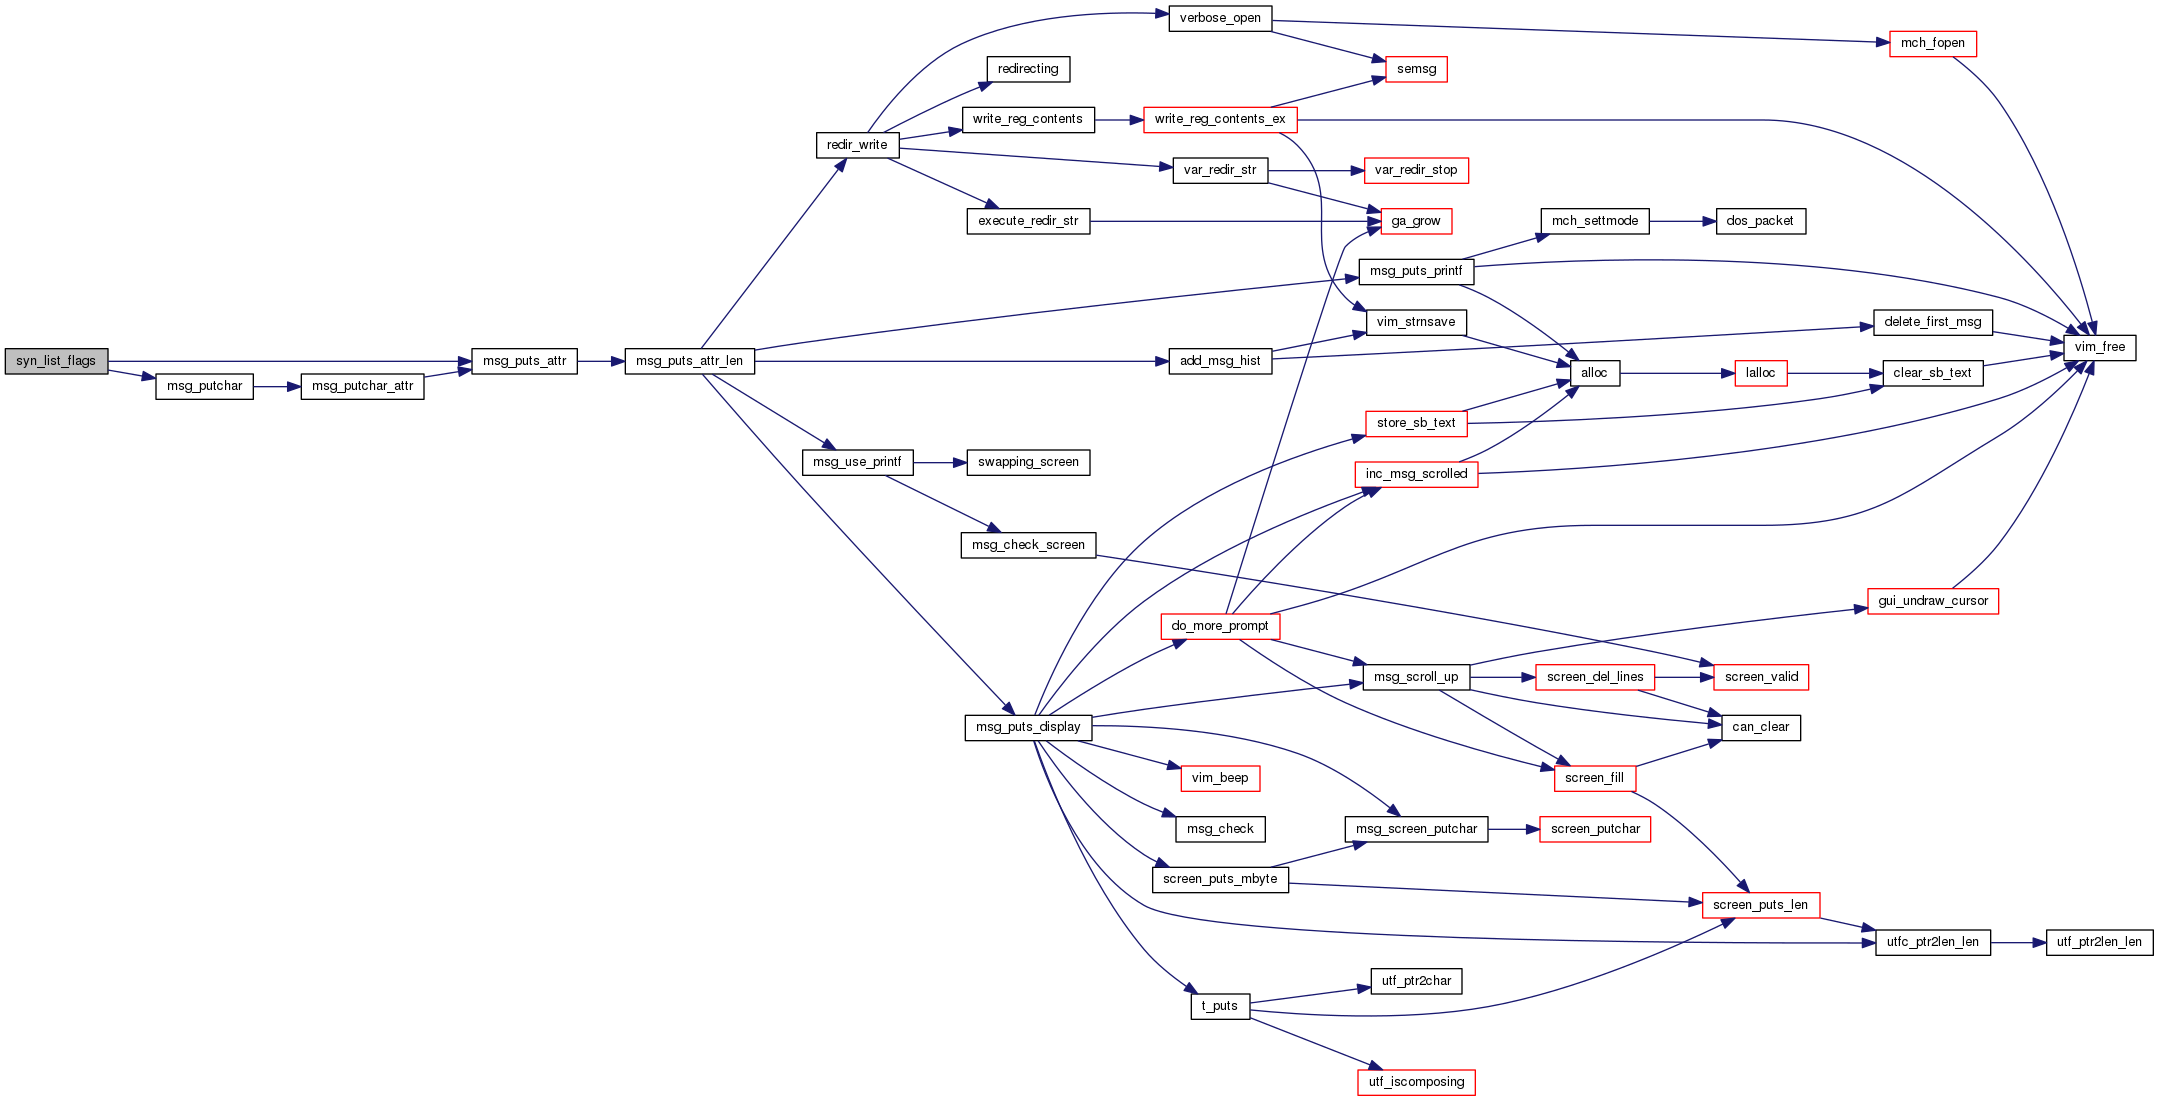 verbose_open
mch_fopen
redirecting
semsg
write_reg_contents
write_reg_contents_ex
redir_write
var_redir_str
var_redir_stop
execute_redir_str
ga_grow
mch_settmode
dos_packet
msg_puts_printf
vim_strnsave
delete_first_msg
vim_free
syn_list_flags
msg_puts_attr
msg_puts_attr_len
add_msg_hist
alloc
lalloc
clear_sb_text
msg_putchar
msg_putchar_attr
store_sb_text
msg_use_printf
swapping_screen
inc_msg_scrolled
msg_check_screen
gui_undraw_cursor
do_more_prompt
msg_scroll_up
screen_del_lines
screen_valid
msg_puts_display
can_clear
vim_beep
screen_fill
msg_check
msg_screen_putchar
screen_putchar
screen_puts_mbyte
screen_puts_len
utfc_ptr2len_len
utf_ptr2len_len
utf_ptr2char
t_puts
utf_iscomposing